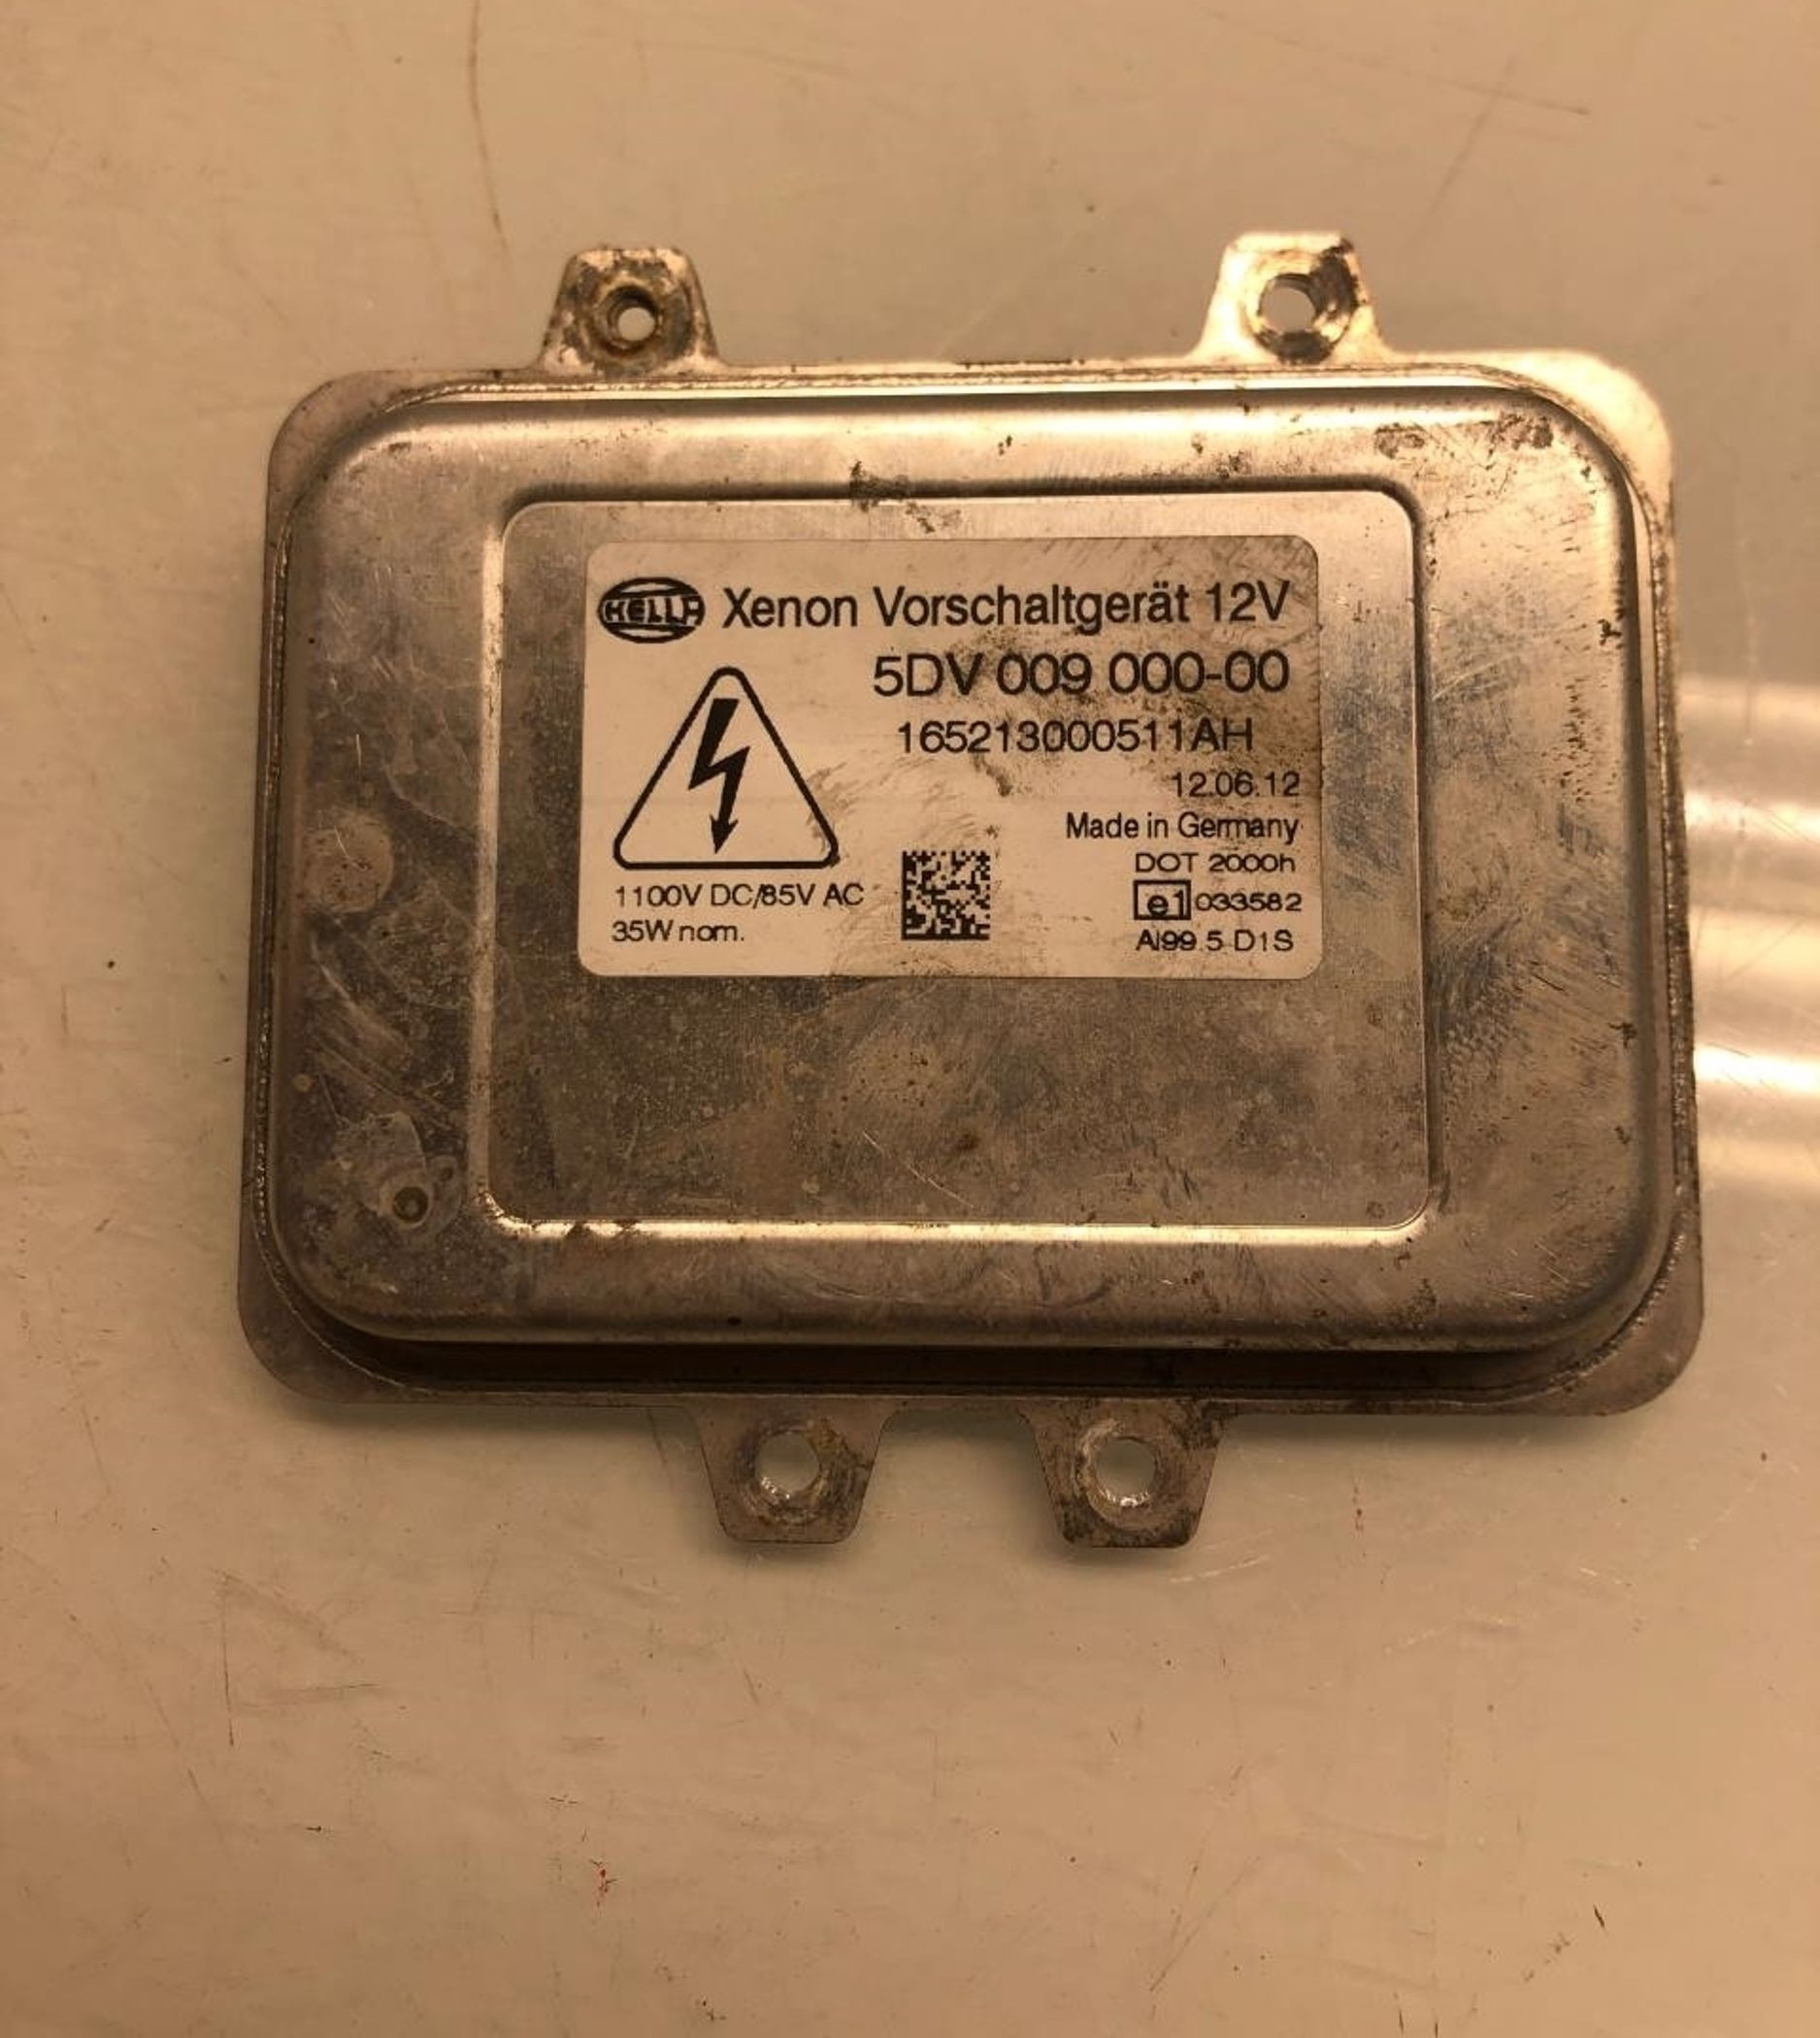 HELLA Xenon Vorschaltgerät 12V
5DV 009 000-00
165213000511AH
12.06.12
Made in Germany
DOT 2000h
1100V DC/85V AC
e1 033582
35W nom.
AI99.5 D1S